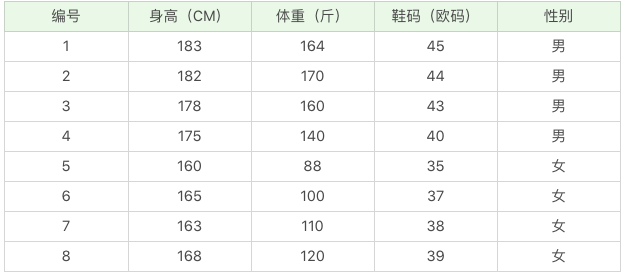 编号 身高（CM） 体重（斤） 鞋码（欧码） 性别
1 183 164 45 男
2 182 170 44 男
3 178 160 43 男
4 175 140 40 男
5 160 88 35 女
6 165 100 37 女
7 163 110 38 女
8 168 120 39 女